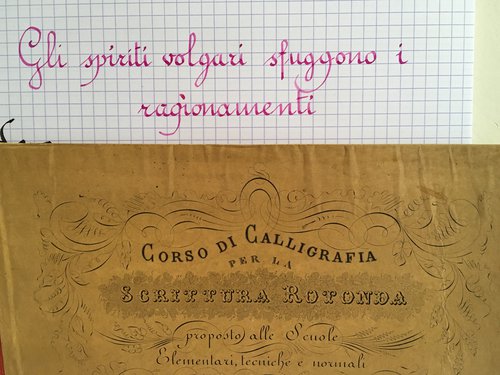 Gli spiriti volgari sfuggono i
ragionamenti
CORSO DI CALLIGRAFIA
PER LA
SCRITTURA ROTONDA
proposto alle Scuole
Elementari, tecniche e normali